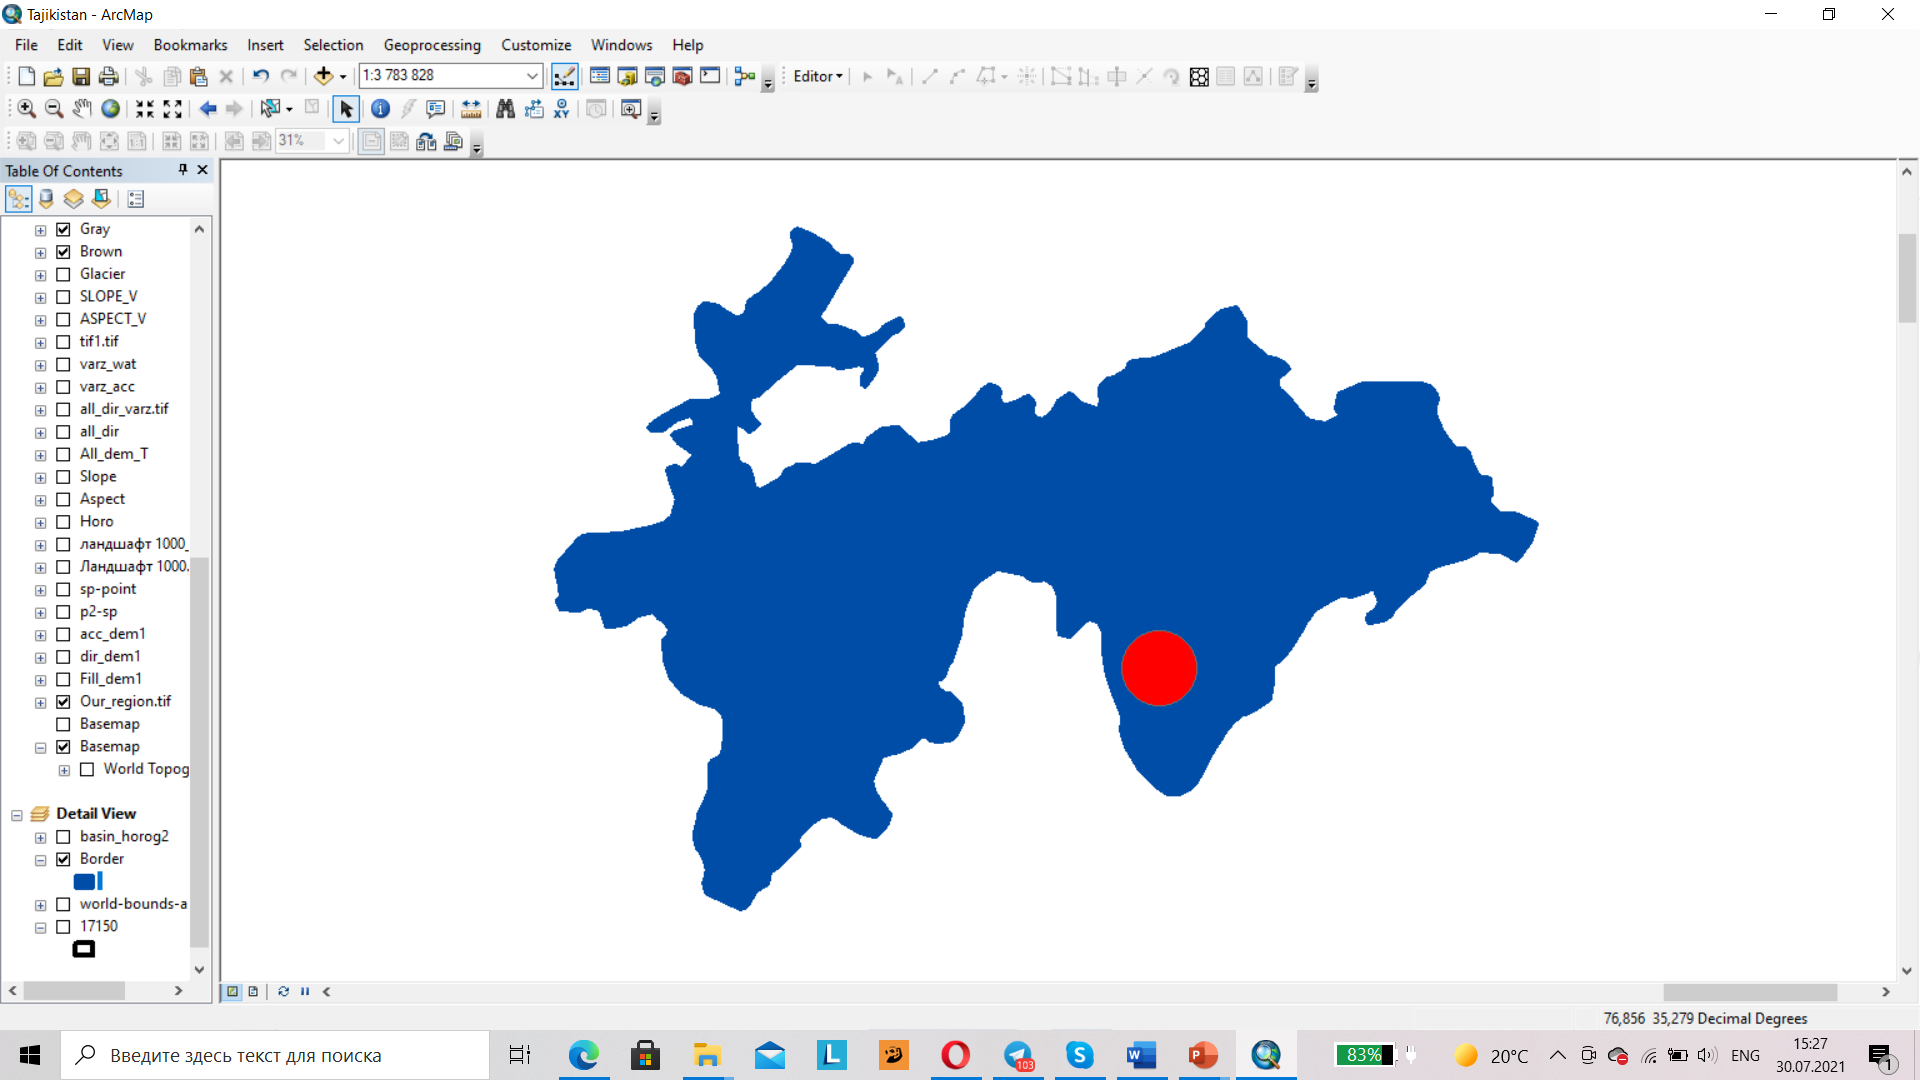 Tajikistan - ArcMap
File Edit View Bookmarks Insert Selection Geoprocessing Customize Windows Help
1:3 783 828
Editor
XY
31%
Table Of Contents
Gray
Brown
Glacier
SLOPE_V
ASPECT_V
tif1.tif
varz_wat
varz_acc
all_dir_varz.tif
all_dir
All_dem_T
Slope
Aspect
Horo
ландшафт 1000_
Ландшафт 1000.
sp-point
p2-sp
acc_dem1
dir_dem1
Fill_dem1
Our_region.tif
Basemap
Basemap
World Topog
Detail View
basin_horog2
Border
world-bounds-a
17150
76,856 35,279 Decimal Degrees
Введите здесь текст для поиска
L
103
S
W
P
83%
20°C
ENG
15:27
30.07.2021
1